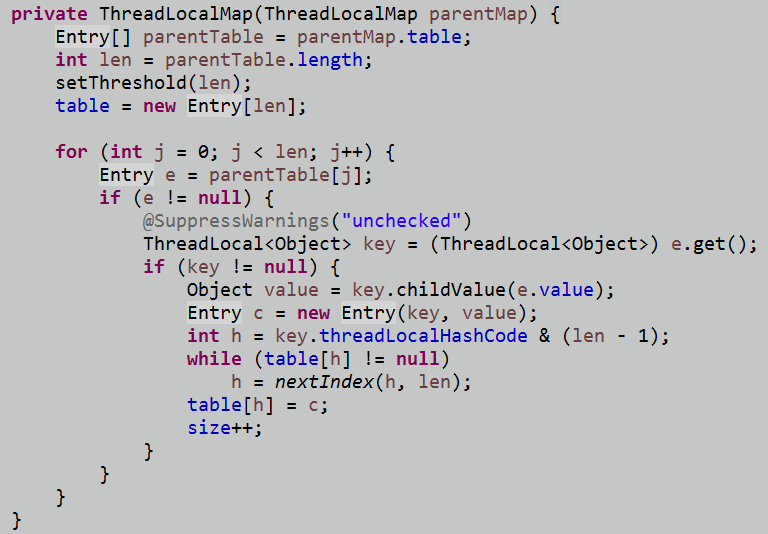 private ThreadLocalMap(ThreadLocalMap parentMap) {
    Entry[] parentTable = parentMap.table;
    int len = parentTable.length;
    setThreshold(len);
    table = new Entry[len];

    for (int j = 0; j < len; j++) {
        Entry e = parentTable[j];
        if (e != null) {
            @SuppressWarnings("unchecked")
            ThreadLocal<Object> key = (ThreadLocal<Object>) e.get();
            if (key != null) {
                Object value = key.childValue(e.value);
                Entry c = new Entry(key, value);
                int h = key.threadLocalHashCode & (len - 1);
                while (table[h] != null)
                    h = nextIndex(h, len);
                table[h] = c;
                size++;
            }
        }
    }
}